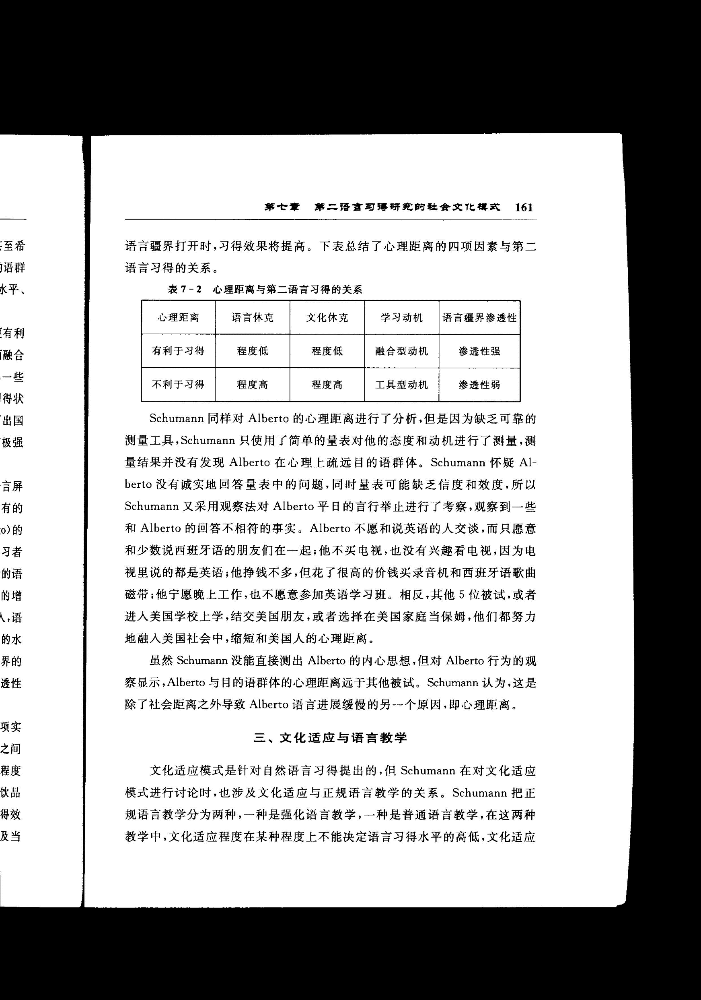 第七章 第二语言习得研究的社会文化模式 161
语言疆界打开时,习得效果将提高。下表总结了心理距离的四项因素与第二
语言习得的关系。
表 7-2 心理距离与第二语言习得的关系
心理距离 语言休克 文化休克 学习动机 语言疆界渗透性
有利于习得 程度低 程度低 融合型动机 渗透性强
不利于习得 程度高 程度高 工具型动机 渗透性弱
Schumann 同样对 Alberto 的心理距离进行了分析,但是因为缺乏可靠的
测量工具,Schumann 只使用了简单的量表对他的态度和动机进行了测量,测
量结果并没有发现 Alberto 在心理上疏远目的语群体。Schumann 怀疑 Al-
berto 没有诚实地回答量表中的问题,同时量表可能缺乏信度和效度,所以
Schumann 又采用观察法对 Alberto 平日的言行举止进行了考察,观察到一些
和 Alberto 的回答不相符的事实。Alberto 不愿和说英语的人交谈,而只愿意
和少数说西班牙语的朋友们在一起;他不买电视,也没有兴趣看电视,因为电
视里说的都是英语;他挣钱不多,但花了很高的价钱买录音机和西班牙语歌曲
磁带;他宁愿晚上工作,也不愿意参加英语学习班。相反,其他 5 位被试,或者
进入美国学校上学,结交美国朋友,或者选择在美国家庭当保姆,他们都努力
地融入美国社会中,缩短和美国人的心理距离。
虽然 Schumann 没能直接测出 Alberto 的内心思想,但对 Alberto 行为的观
察显示,Alberto 与目的语群体的心理距离远于其他被试。Schumann 认为,这是
除了社会距离之外导致 Alberto 语言进展缓慢的另一个原因,即心理距离。
三、文化适应与语言教学
文化适应模式是针对自然语言习得提出的,但 Schumann 在对文化适应
模式进行讨论时,也涉及文化适应与正规语言教学的关系。Schumann 把正
规语言教学分为两种,一种是强化语言教学,一种是普通语言教学,在这两种
教学中,文化适应程度在某种程度上不能决定语言习得水平的高低,文化适应
至希
语群
水平、
有利
融合
一些
得状
出国
极强
言屏
有的
o)的
习者
的语
的增
人,语
的水
界的
透性
项实
之间
程度
饮品
得效
及当